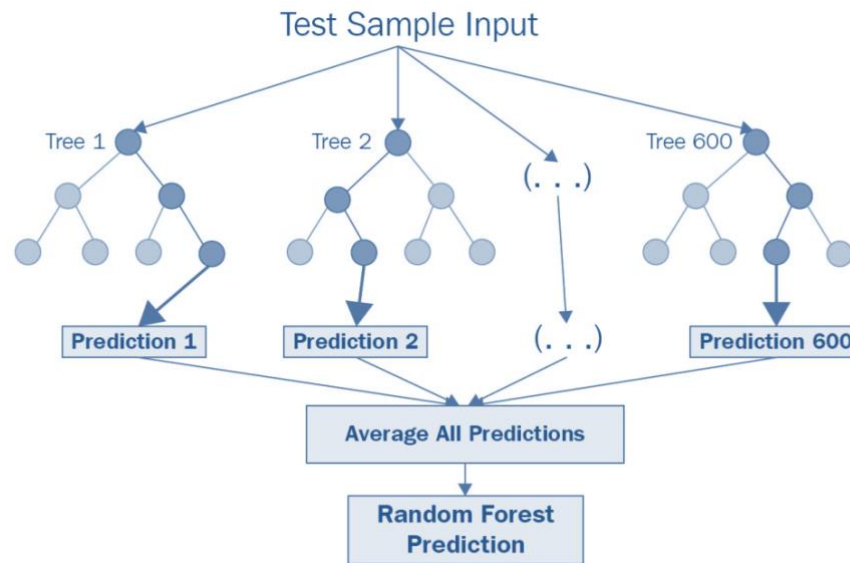 Test Sample Input
Tree 1
Tree 2
Tree 600
(. . .)
Prediction 1
Prediction 2
(. . .)
Prediction 600
Average All Predictions
Random Forest
Prediction